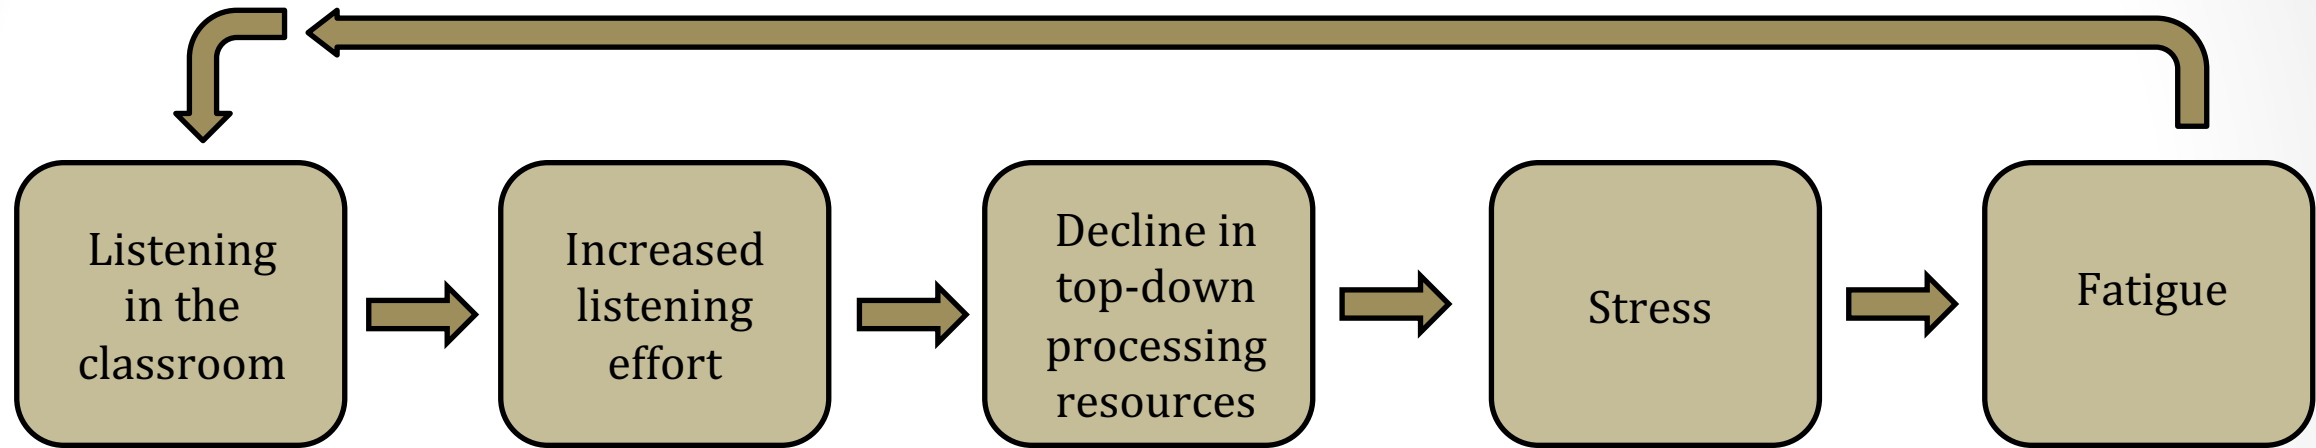 Listening
in the
classroom
Increased
listening
effort
Decline in
top-down
processing
resources
Stress
Fatigue